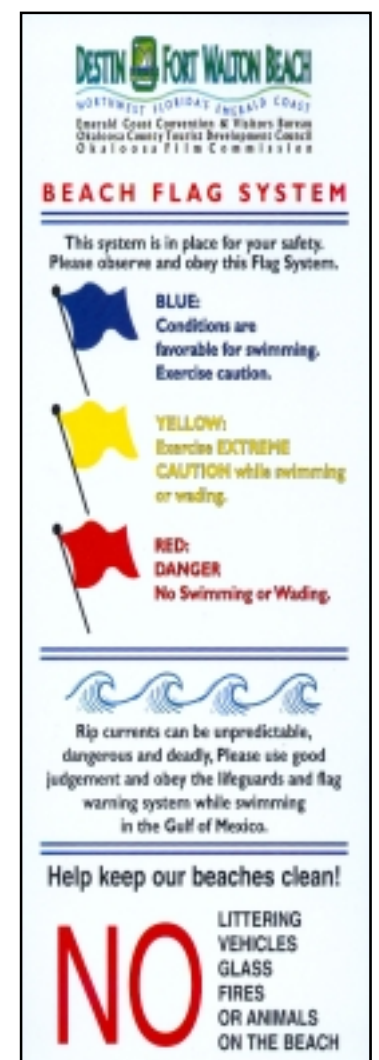 DESTIN FORT WALTON BEACH
NORTHWEST FLORIDA'S EMERALD COAST
Emerald Coast Convention & Visitors Bureau
Okaloosa County Tourist Development Council
Okaloosa Film Commission
BEACH FLAG SYSTEM
This system is in place for your safety.
Please observe and obey this Flag System.
BLUE:
Conditions are
favorable for swimming.
Exercise caution.
YELLOW:
Exercise EXTREME
CAUTION while swimming
or wading.
RED:
DANGER
No Swimming or Wading.
Rip currents can be unpredictable,
dangerous and deadly, Please use good
judgement and obey the lifeguards and flag
warning system while swimming
in the Gulf of Mexico.
Help keep our beaches clean!
NO
LITTERING
VEHICLES
GLASS
FIRES
OR ANIMALS
ON THE BEACH